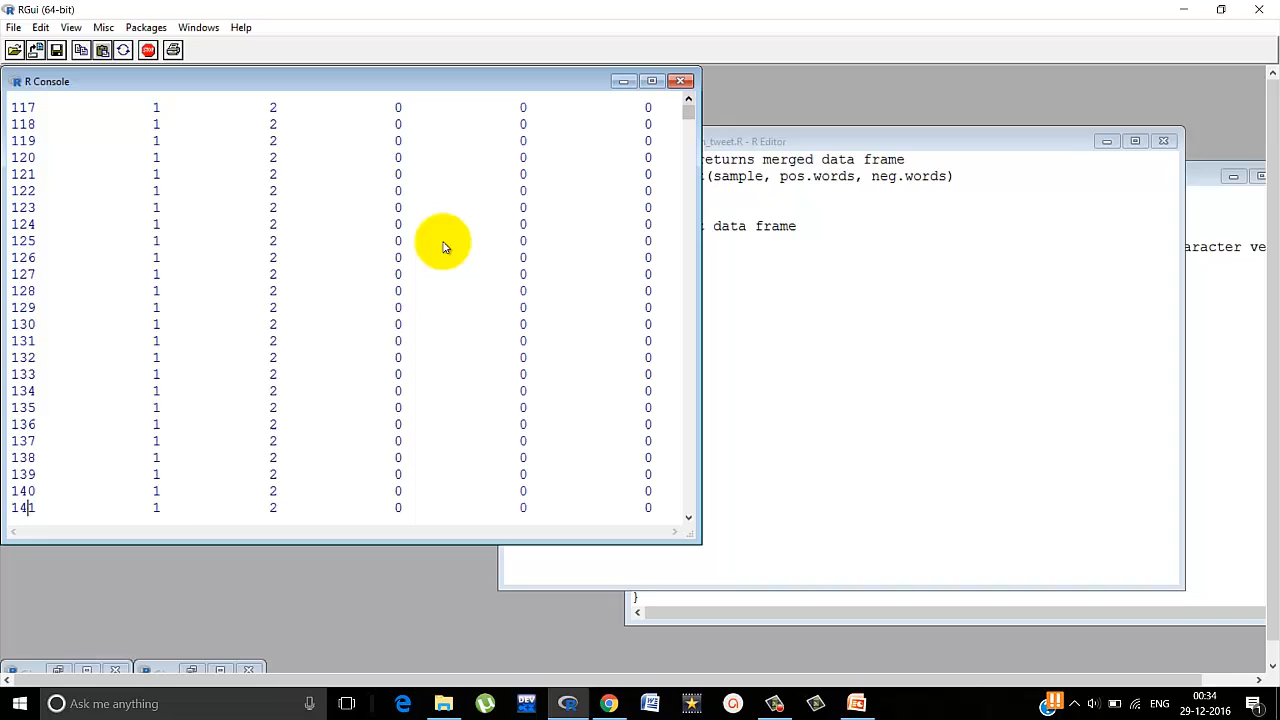 RGui (64-bit)
File Edit View Misc Packages Windows Help
STOP
R Console
117 1 2 0 0 0
118 1 2 0 0 0
119 1 2 0 0 0
120 1 2 0 0 0
121 1 2 0 0 0
122 1 2 0 0 0
123 1 2 0 0 0
124 1 2 0 0 0
125 1 2 0 0 0
126 1 2 0 0 0
127 1 2 0 0 0
128 1 2 0 0 0
129 1 2 0 0 0
130 1 2 0 0 0
131 1 2 0 0 0
132 1 2 0 0 0
133 1 2 0 0 0
134 1 2 0 0 0
135 1 2 0 0 0
136 1 2 0 0 0
137 1 2 0 0 0
138 1 2 0 0 0
139 1 2 0 0 0
140 1 2 0 0 0
141 1 2 0 0 0
_tweet.R - R Editor
returns merged data frame
(sample, pos.words, neg.words)
data frame
aracter ve
}
Ask me anything
DEV
ENG
00:34
29-12-2016